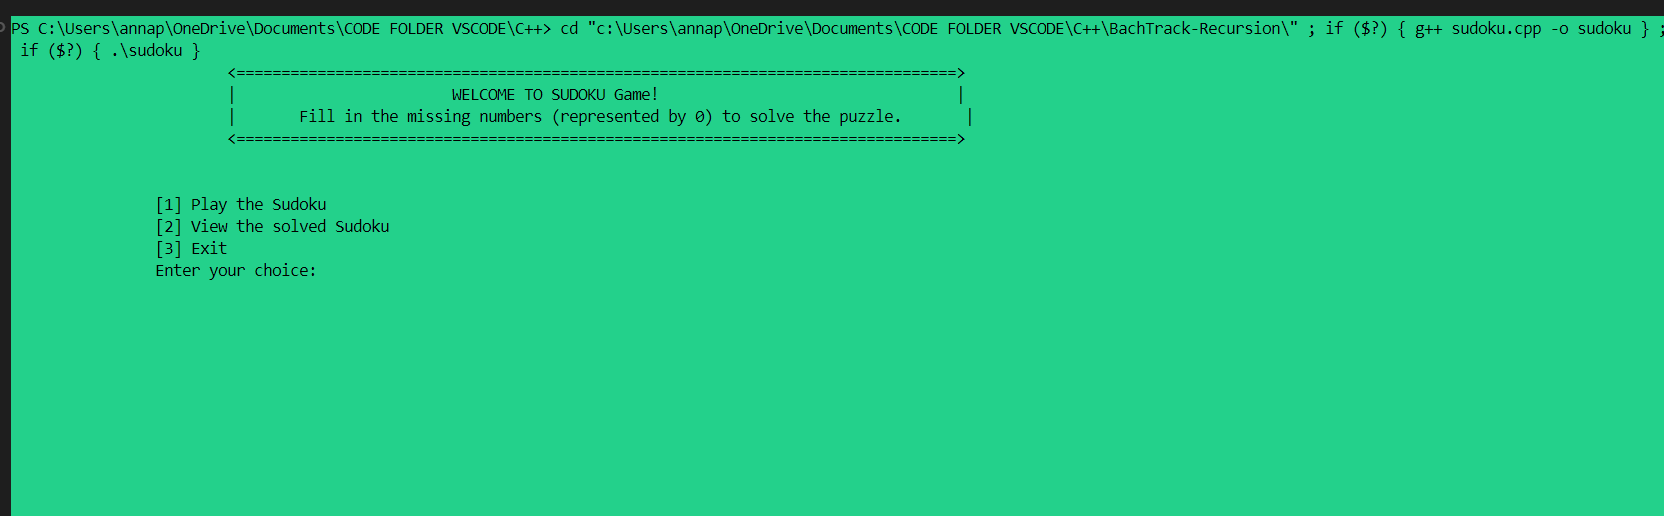 PS C:\Users\annap\OneDrive\Documents\CODE FOLDER VSCODE\C++> cd "c:\Users\annap\OneDrive\Documents\CODE FOLDER VSCODE\C++\BachTrack-Recursion\" ; if ($?) { g++ sudoku.cpp -o sudoku } ;
if ($?) { .\sudoku }
<================================================================================>
| WELCOME TO SUDOKU Game! |
| Fill in the missing numbers (represented by 0) to solve the puzzle. |
<================================================================================>
[1] Play the Sudoku
[2] View the solved Sudoku
[3] Exit
Enter your choice: